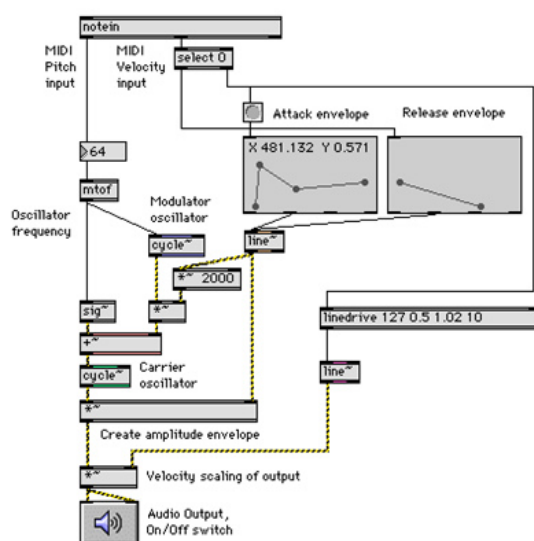 notein
MIDI
Pitch
input
MIDI
Velocity
input
select 0
Attack envelope
Release envelope
X 481.132 Y 0.571
64
mtof
Oscillator
frequency
Modulator
oscillator
cycle~
line~
*~ 2000
sig~
*~
linedrive 127 0.5 1.02 10
+~
cycle~
Carrier
oscillator
line~
*~
Create amplitude envelope
*~
Velocity scaling of output
Audio Output,
On/Off switch